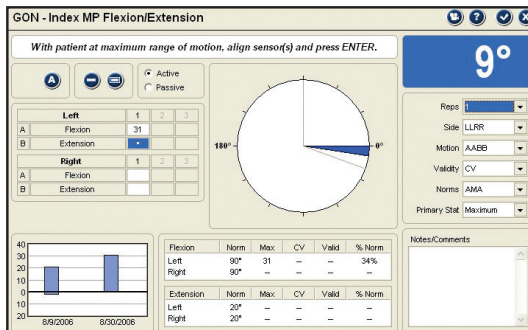 GON - Index MP Flexion/Extension
With patient at maximum range of motion, align sensor(s) and press ENTER.
9°
A
Active
Passive
Left 1 2 3
A Flexion 31
B Extension
Right 1 2 3
A Flexion
B Extension
180° 0°
Reps 1
Side LLRR
Motion AABB
Validity CV
Norms AMA
Primary Stat Maximum
Notes/Comments
40
30
20
10
0
10
20
8/9/2006 8/30/2006
Flexion Norm Max CV Valid % Norm
Left 90° 31 – – 34%
Right 90° – – – –
Extension Norm Max CV Valid % Norm
Left 20° – – – –
Right 20° – – – –